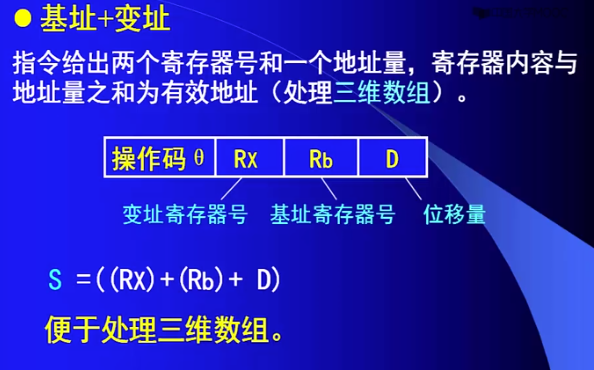 ● 基址+变址
指令给出两个寄存器号和一个地址量，寄存器内容与
地址量之和为有效地址（处理三维数组）。
操作码θ RX Rb D
变址寄存器号 基址寄存器号 位移量
S =((RX)+(Rb)+ D)
便于处理三维数组。